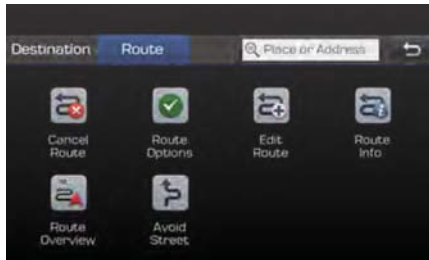 Destination Route Place or Address
Cancel Route Edit Route
Route Options Route Info
Route Avoid
Overview Street